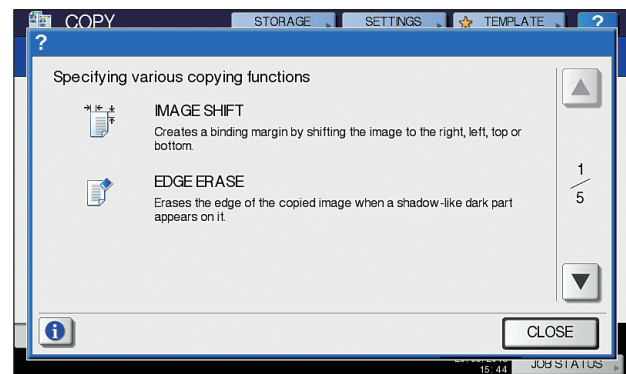 COPY
STORAGE
SETTINGS
TEMPLATE
?
?
Specifying various copying functions
IMAGE SHIFT
Creates a binding margin by shifting the image to the right, left, top or
bottom.
EDGE ERASE
Erases the edge of the copied image when a shadow-like dark part
appears on it.
1
5
CLOSE
15:44
JOB STATUS